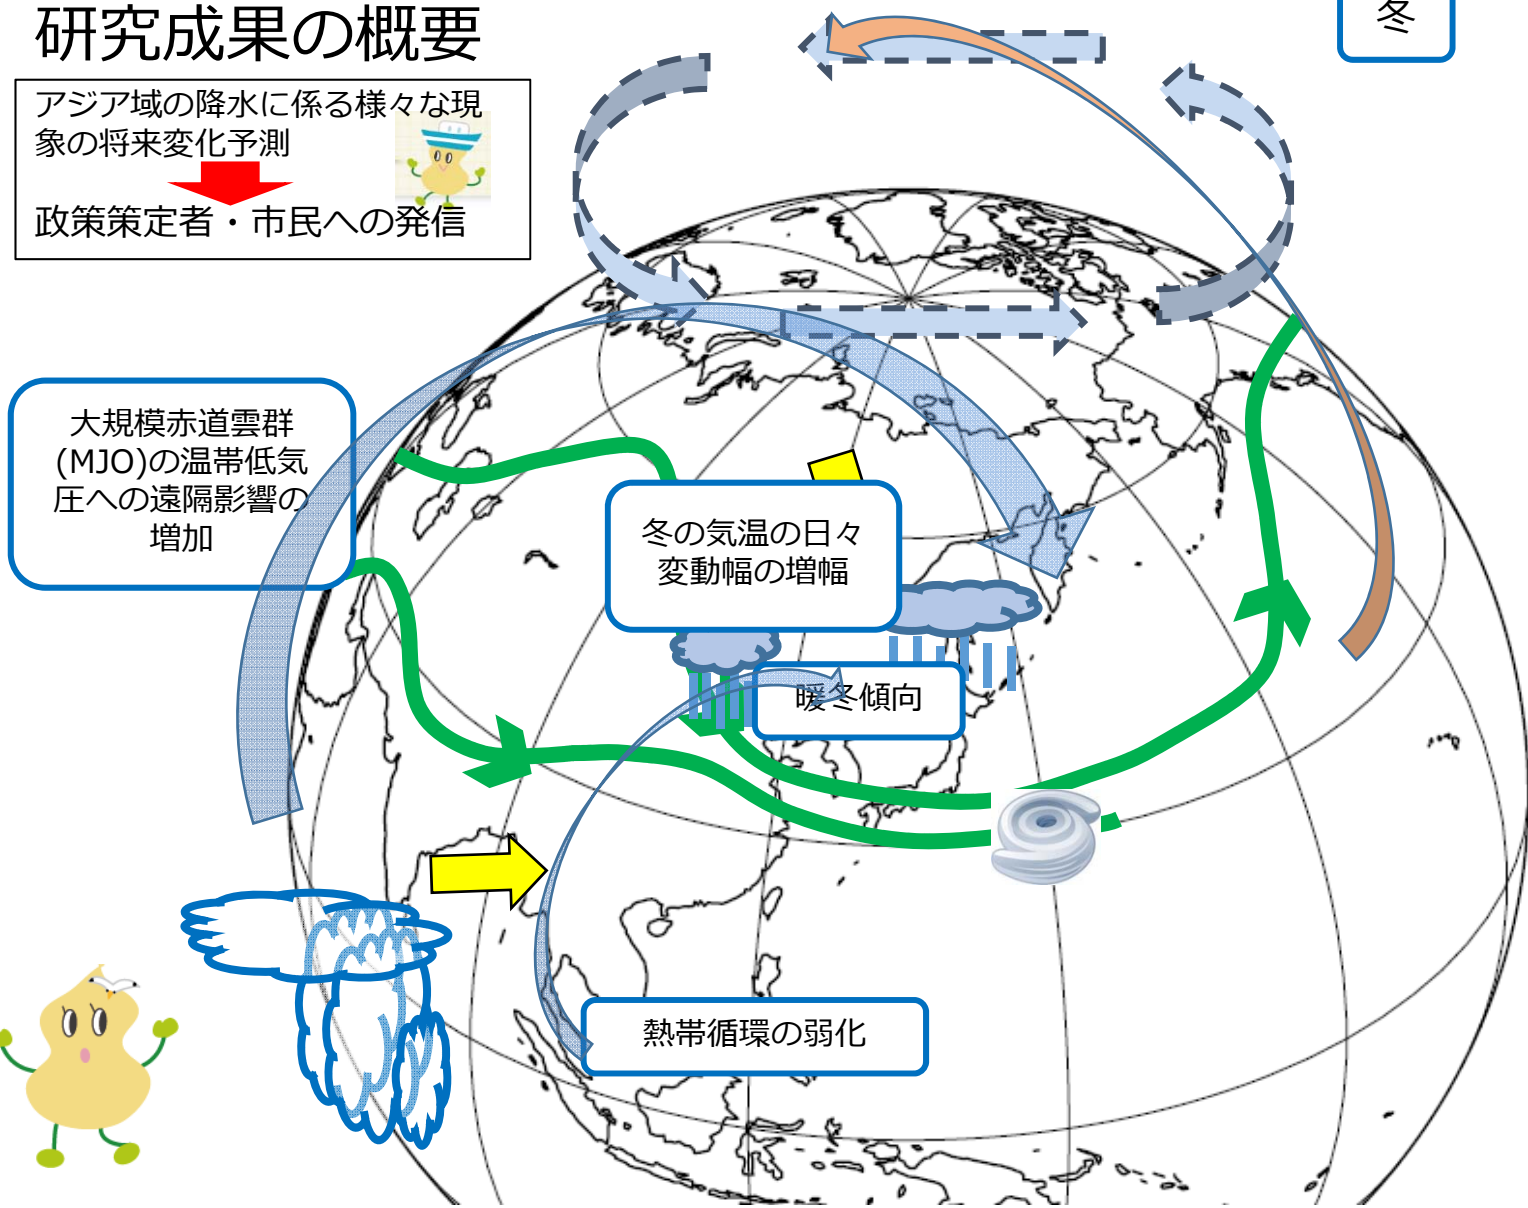 研究成果の概要
冬
アジア域の降水に係る様々な現
象の将来変化予測
政策策定者・市民への発信
大規模赤道雲群
(MJO)の温帯低気
圧への遠隔影響の
増加
冬の気温の日々
変動幅の増幅
暖冬傾向
熱帯循環の弱化